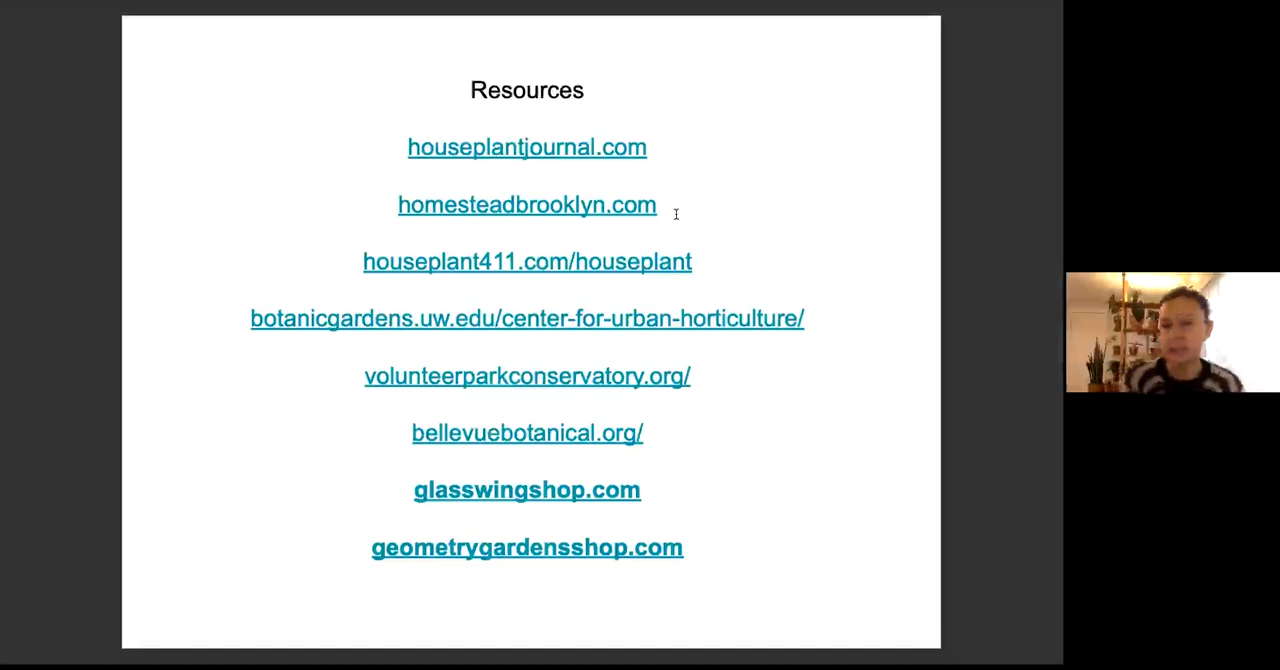 Resources
houseplantjournal.com
homesteadbrooklyn.com
houseplant411.com/houseplant
botanicgardens.uw.edu/center-for-urban-horticulture/
volunteerparkconservatory.org/
bellevuebotanical.org/
glasswingshop.com
geometrygardensshop.com